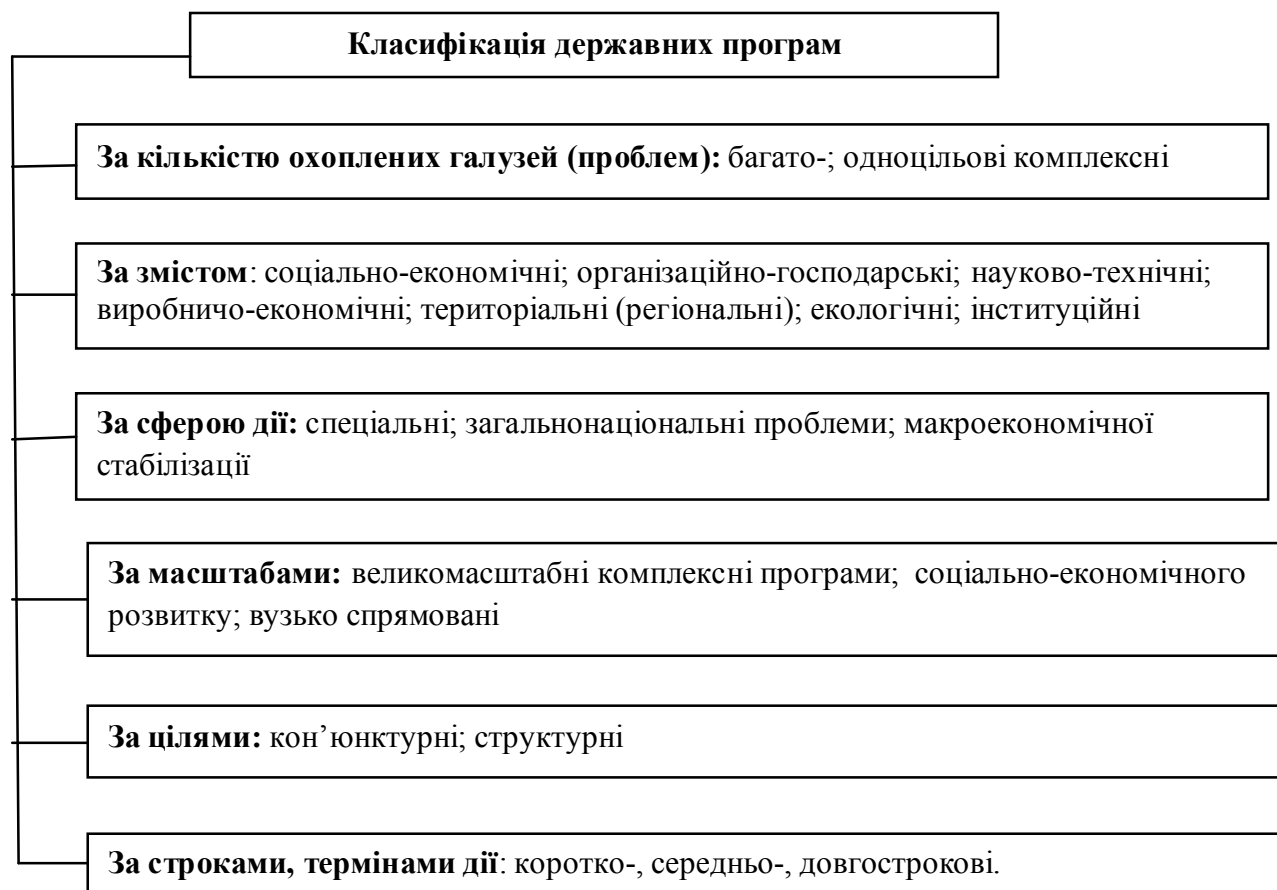 Класифікація державних програм
За кількістю охоплених галузей (проблем): багато-; одноцільові комплексні
За змістом: соціально-економічні; організаційно-господарські; науково-технічні;
виробничо-економічні; територіальні (регіональні); екологічні; інституційні
За сферою дії: спеціальні; загальнонаціональні проблеми; макроекономічної
стабілізації
За масштабами: великомасштабні комплексні програми; соціально-економічного
розвитку; вузько спрямовані
За цілями: кон’юнктурні; структурні
За строками, термінами дії: коротко-, середньо-, довгострокові.